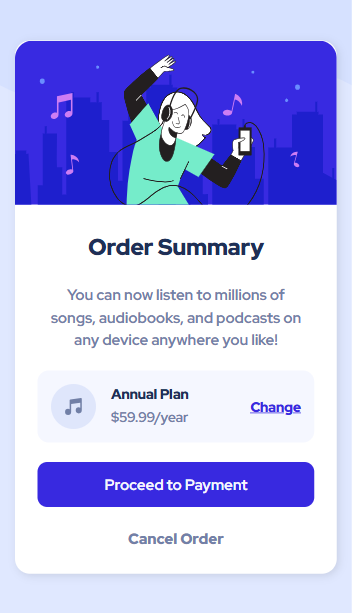 Order Summary
You can now listen to millions of
songs, audiobooks, and podcasts on
any device anywhere you like!
Annual Plan
$59.99/year
Change
Proceed to Payment
Cancel Order